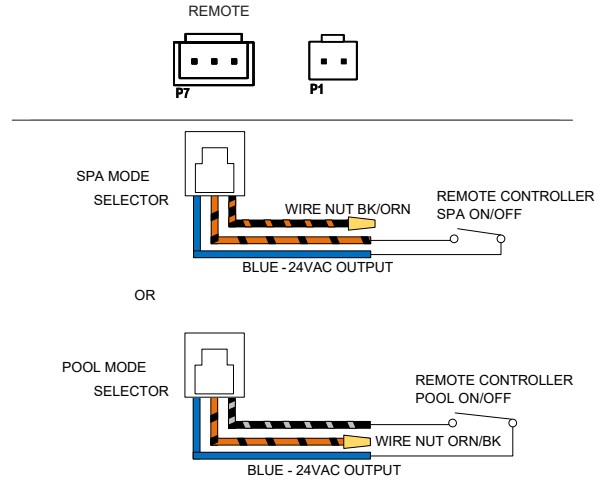 REMOTE
P7
P1
SPA MODE
SELECTOR
WIRE NUT BK/ORN
REMOTE CONTROLLER
SPA ON/OFF
BLUE - 24VAC OUTPUT
OR
POOL MODE
SELECTOR
REMOTE CONTROLLER
POOL ON/OFF
WIRE NUT ORN/BK
BLUE - 24VAC OUTPUT